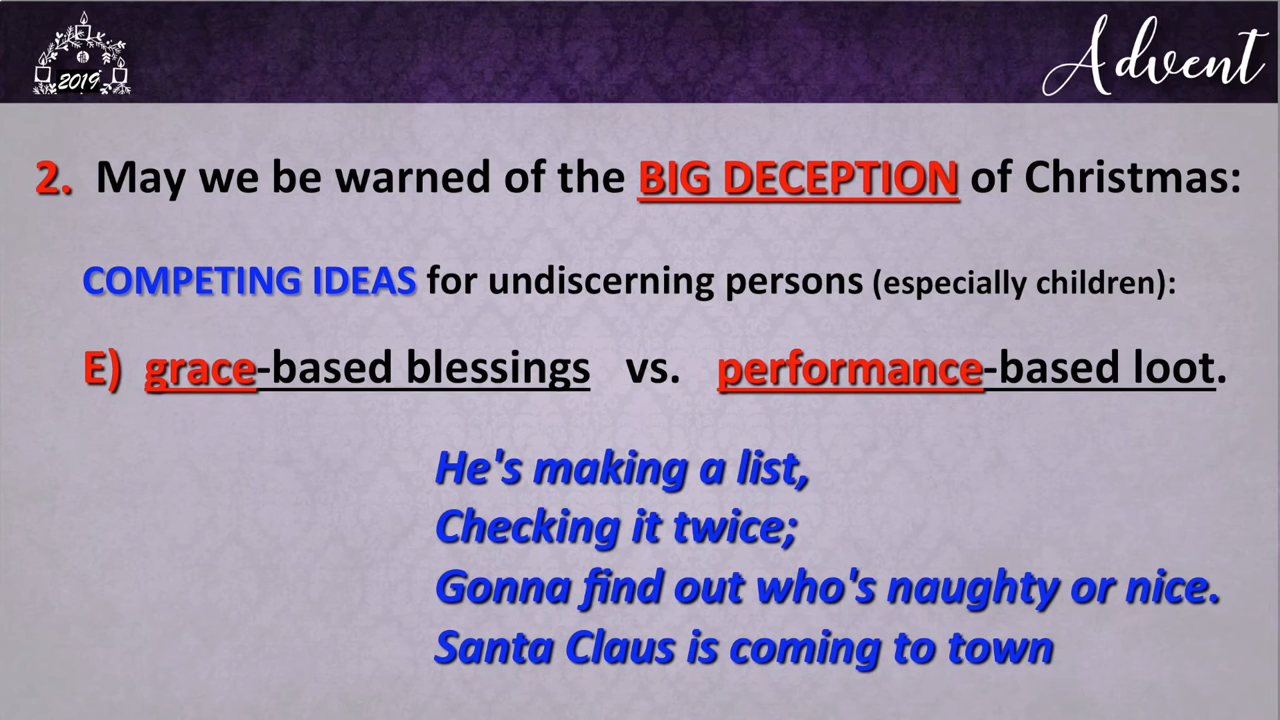 2019
Advent
2. May we be warned of the BIG DECEPTION of Christmas:
COMPETING IDEAS for undiscerning persons (especially children):
E) grace-based blessings vs. performance-based loot.
He's making a list,
Checking it twice;
Gonna find out who's naughty or nice.
Santa Claus is coming to town